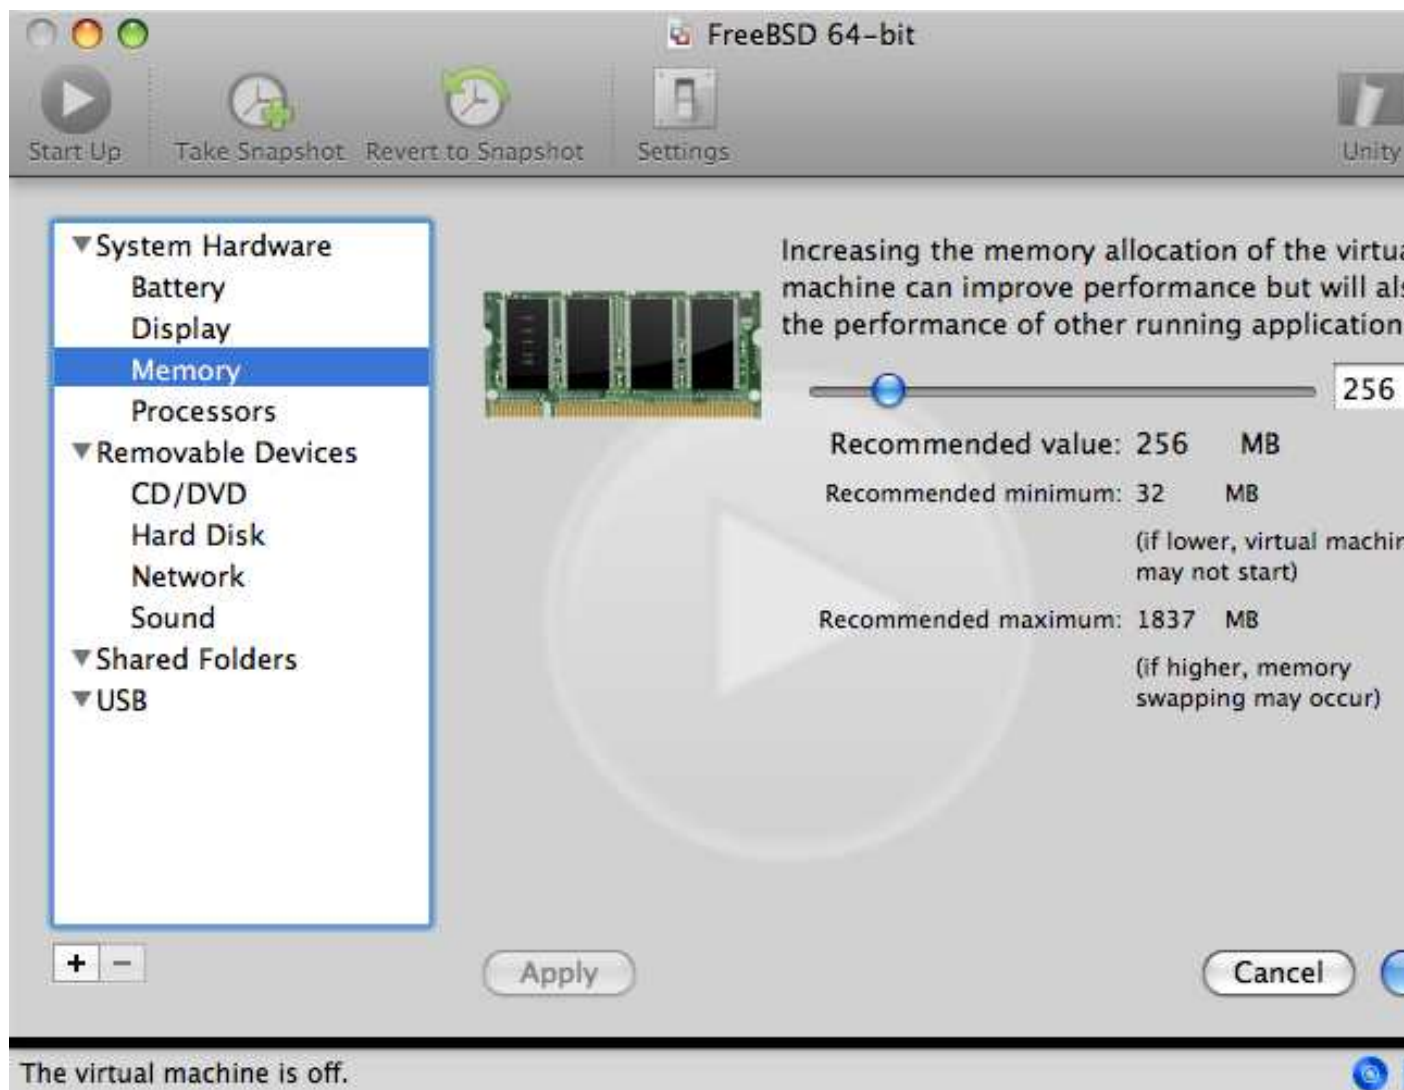 FreeBSD 64-bit
Start Up
Take Snapshot
Revert to Snapshot
Settings
Unity
System Hardware
Battery
Display
Memory
Processors
Removable Devices
CD/DVD
Hard Disk
Network
Sound
Shared Folders
USB
Increasing the memory allocation of the virtua
machine can improve performance but will als
the performance of other running application
256
Recommended value: 256 MB
Recommended minimum: 32 MB
(if lower, virtual machin
may not start)
Recommended maximum: 1837 MB
(if higher, memory
swapping may occur)
+ −
Apply
Cancel
The virtual machine is off.